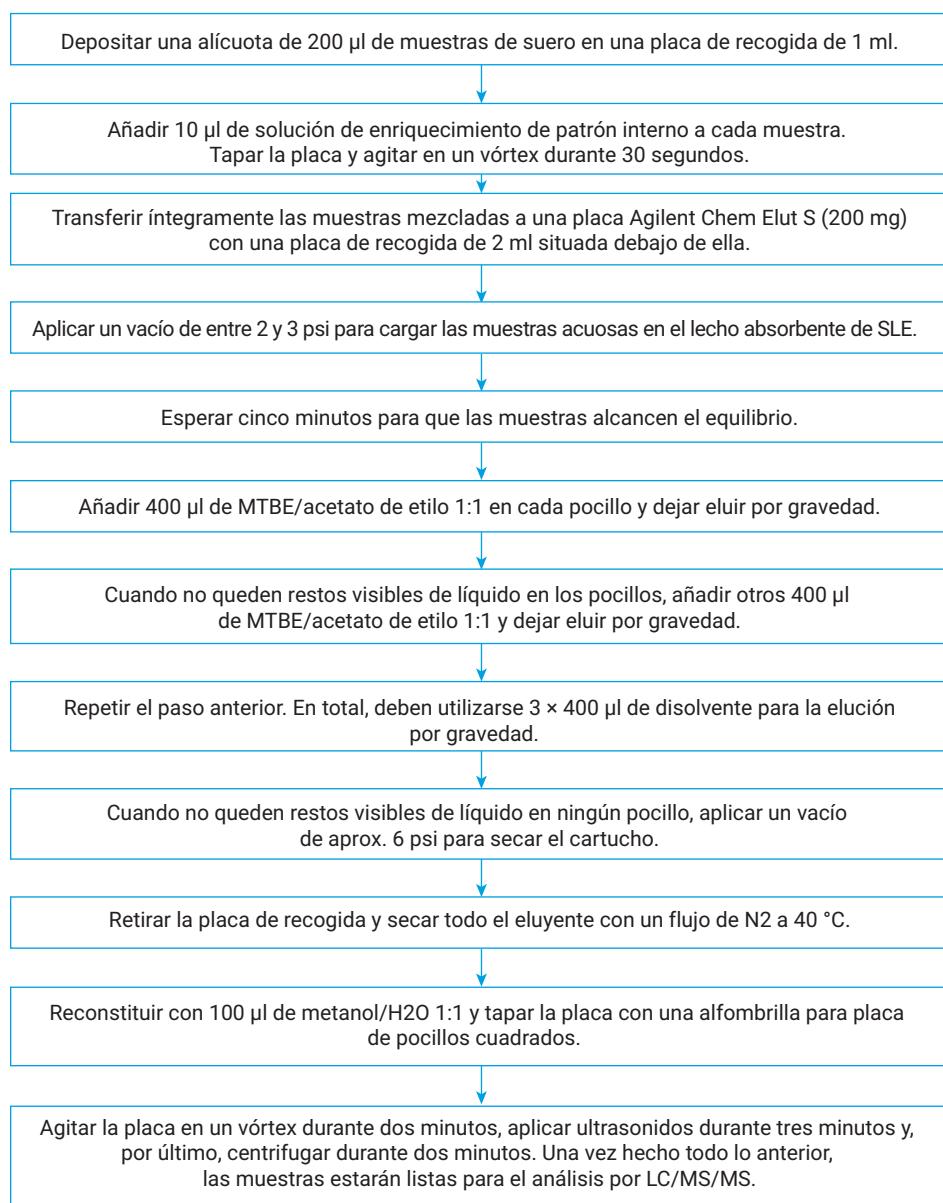 Depositar una alícuota de 200 µl de muestras de suero en una placa de recogida de 1 ml.
Añadir 10 µl de solución de enriquecimiento de patrón interno a cada muestra.
Tapar la placa y agitar en un vórtex durante 30 segundos.
Transferir íntegramente las muestras mezcladas a una placa Agilent Chem Elut S (200 mg)
con una placa de recogida de 2 ml situada debajo de ella.
Aplicar un vacío de entre 2 y 3 psi para cargar las muestras acuosas en el lecho absorbente de SLE.
Esperar cinco minutos para que las muestras alcancen el equilibrio.
Añadir 400 µl de MTBE/acetato de etilo 1:1 en cada pocillo y dejar eluir por gravedad.
Cuando no queden restos visibles de líquido en los pocillos, añadir otros 400 µl
de MTBE/acetato de etilo 1:1 y dejar eluir por gravedad.
Repetir el paso anterior. En total, deben utilizarse 3 × 400 µl de disolvente para la elución
por gravedad.
Cuando no queden restos visibles de líquido en ningún pocillo, aplicar un vacío
de aprox. 6 psi para secar el cartucho.
Retirar la placa de recogida y secar todo el eluyente con un flujo de N2 a 40 °C.
Reconstituir con 100 µl de metanol/H2O 1:1 y tapar la placa con una alfombrilla para placa
de pocillos cuadrados.
Agitar la placa en un vórtex durante dos minutos, aplicar ultrasonidos durante tres minutos y,
por último, centrifugar durante dos minutos. Una vez hecho todo lo anterior,
las muestras estarán listas para el análisis por LC/MS/MS.